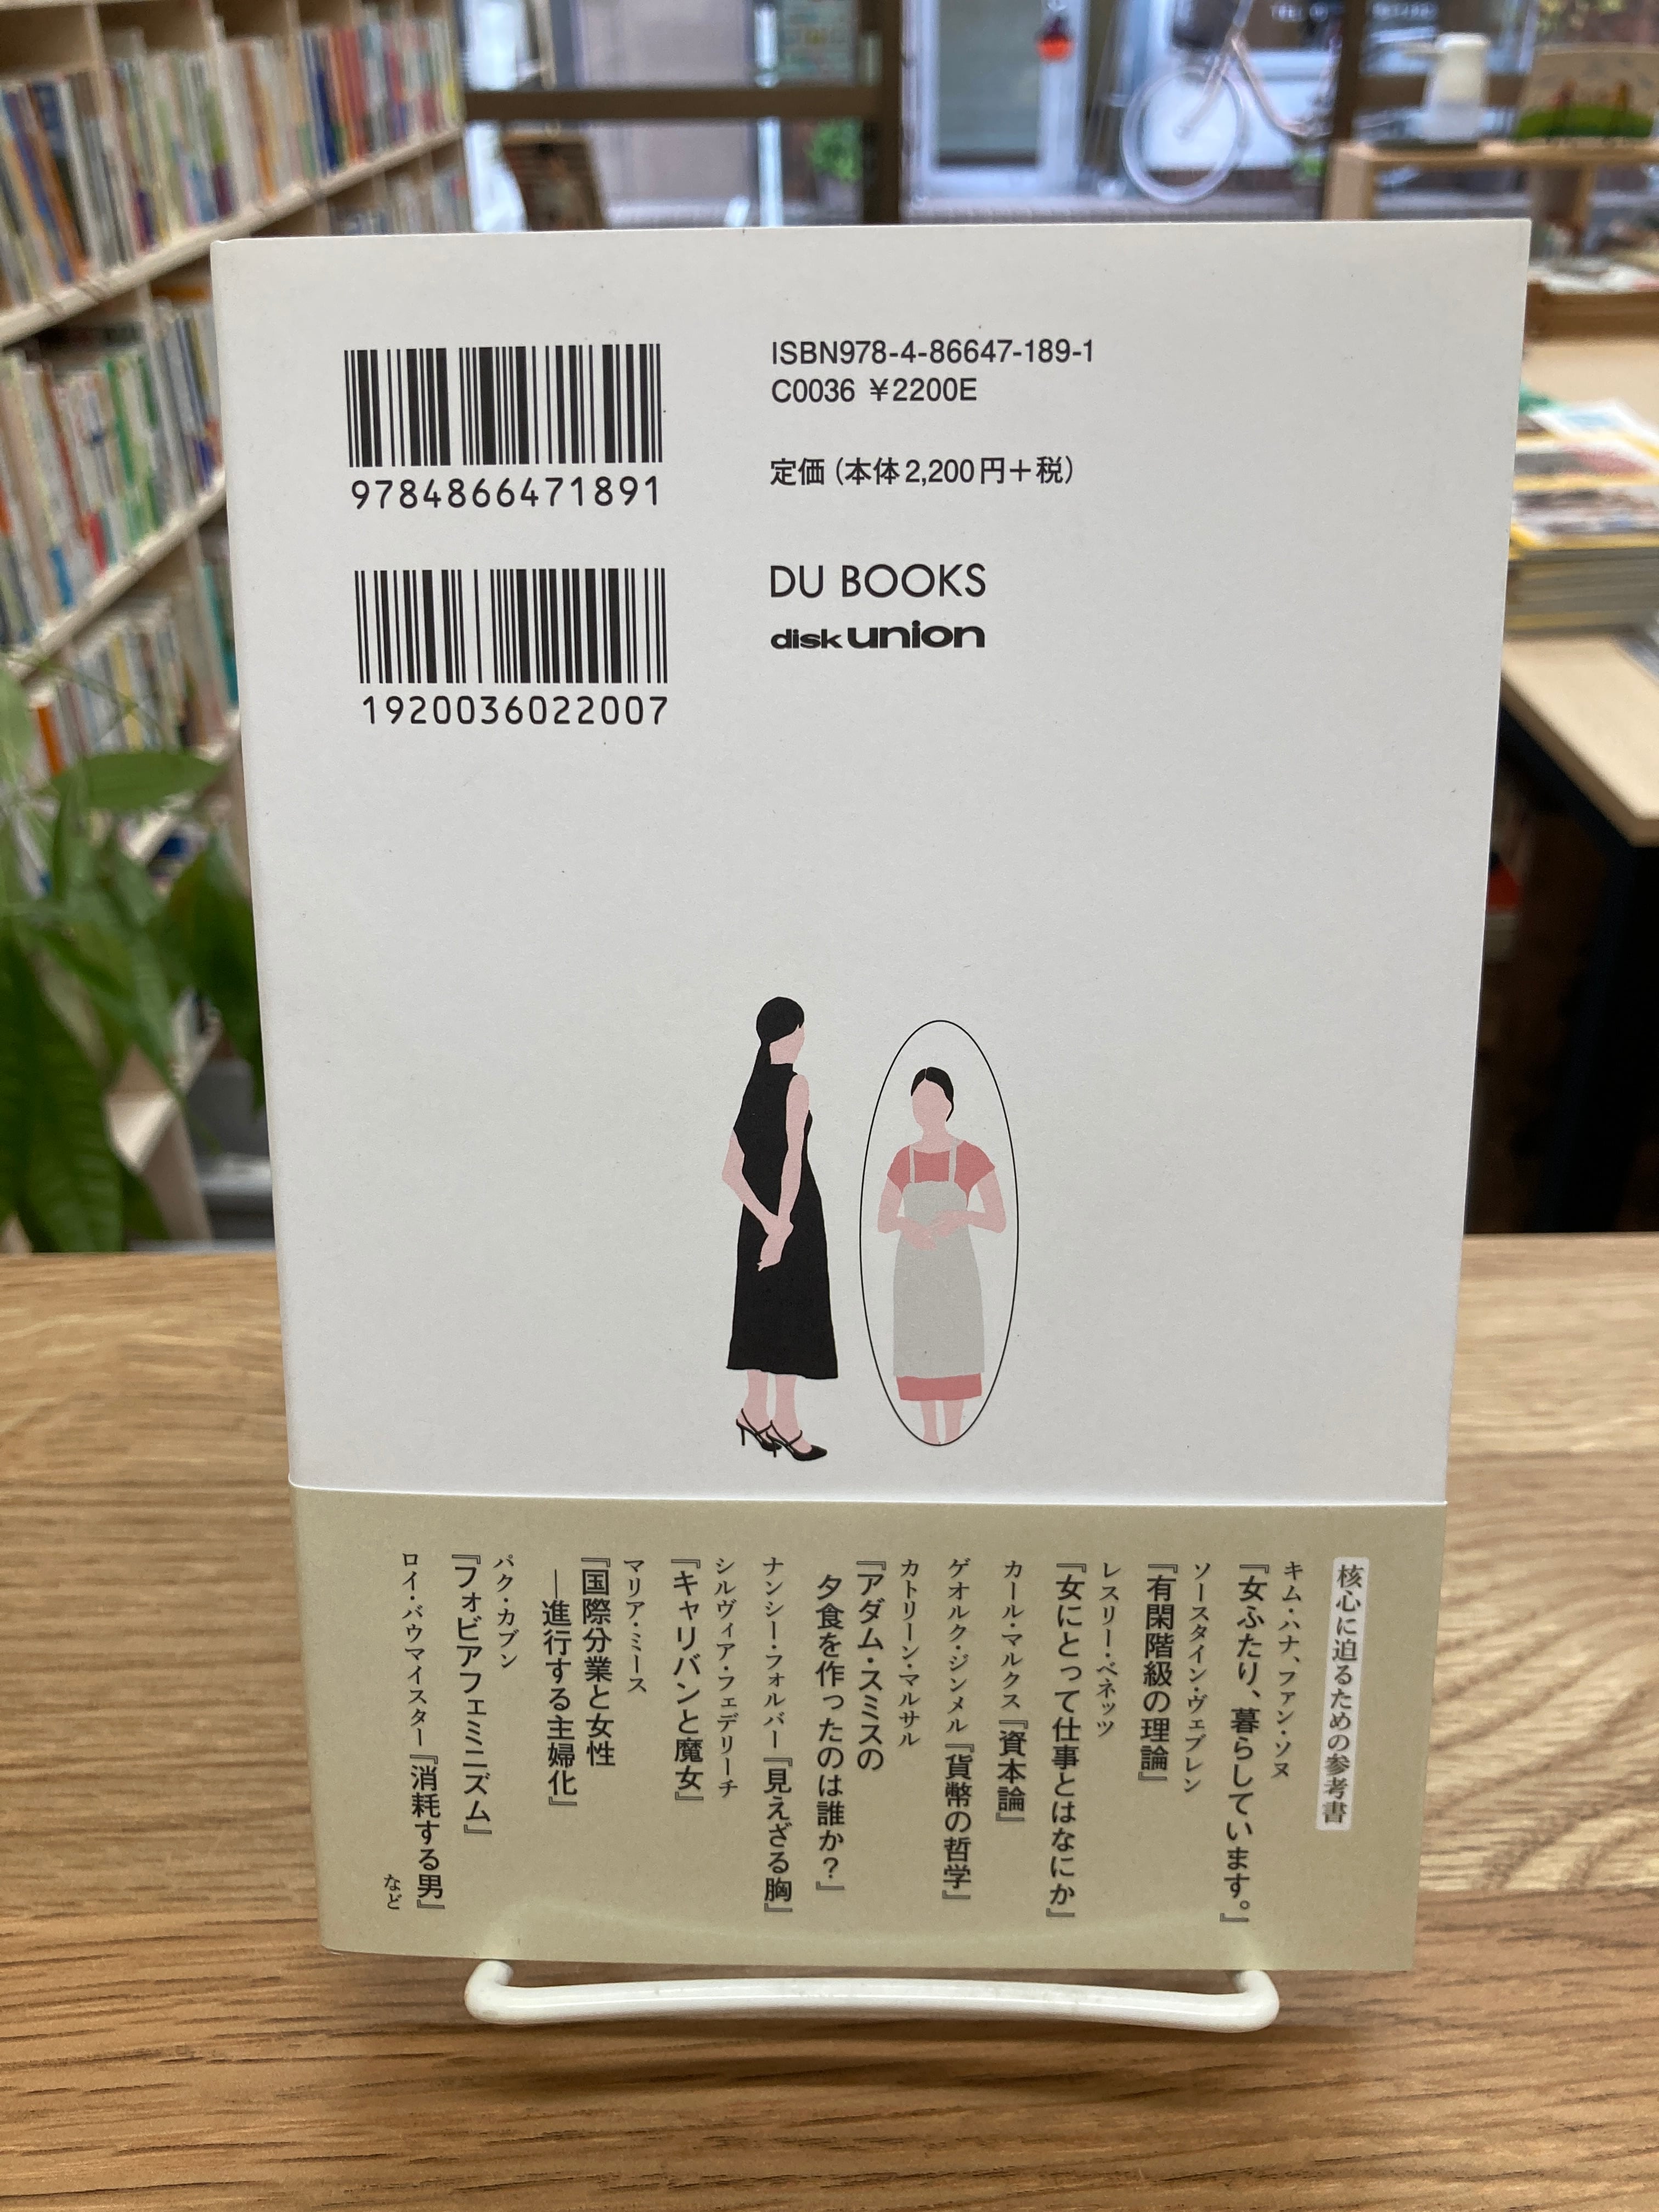 ISBN978-4-86647-189-1
C0036 ¥2200E
定価（本体2,200円＋税）
9784866471891
1920036022007
DU BOOKS
disk union
核心に迫るための参考書
キム・ハナ、ファン・ソヌ
『女ふたり、暮らしています。』
ソースタイン・ヴェブレン
『有閑階級の理論』
レスリー・ベネッツ
『女にとって仕事とはなにか』
カール・マルクス『資本論』
ゲオルク・ジンメル『貨幣の哲学』
カトリーン・マルサル
『アダム・スミスの
夕食を作ったのは誰か？』
ナンシー・フォルバー『見えざる胸』
シルヴィア・フェデリーチ
『キャリバンと魔女』
マリア・ミース
『国際分業と女性
―進行する主婦化』
パク・カブン
『フォビアフェミニズム』
ロイ・バウマイスター『消耗する男』
など